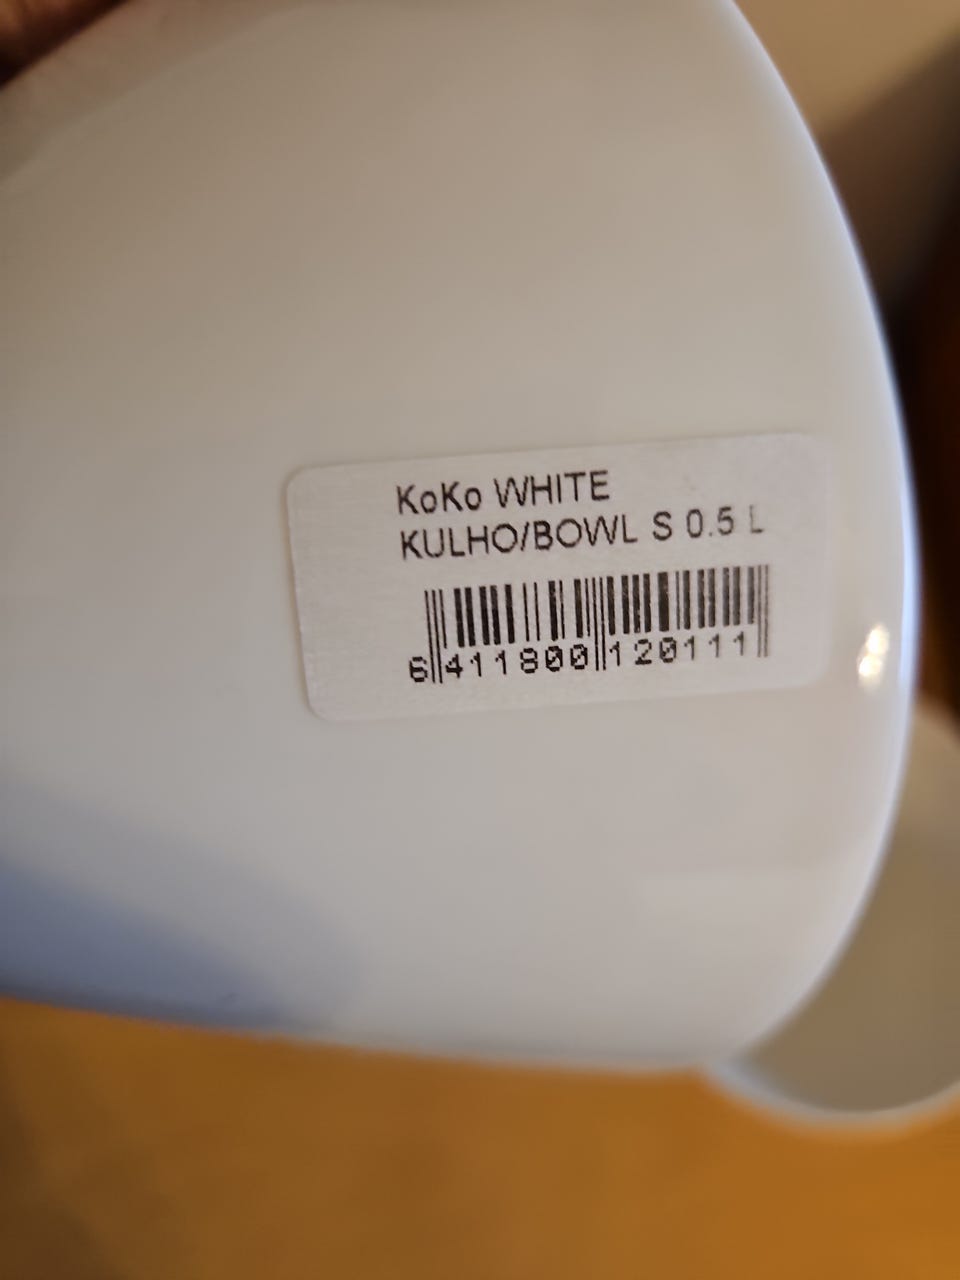 KoKo WHITE
KULHO/BOWL S 0.5 L
6 411800 120111